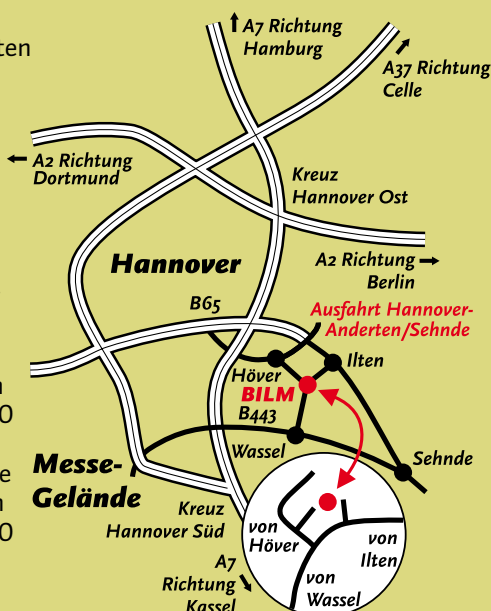 ten
A7 Richtung
Hamburg
A37 Richtung
Celle
A2 Richtung
Dortmund
Kreuz
Hannover Ost
Hannover
A2 Richtung
Berlin
B65
Ausfahrt Hannover-
Anderten/Sehnde
Ilten
Höver
BILM
B443
Wassel
Sehnde
Messe-
Gelände
Kreuz
Hannover Süd
von
Höver
von
Ilten
von
Wassel
A7
Richtung
Kassel
n
0
e
n
0